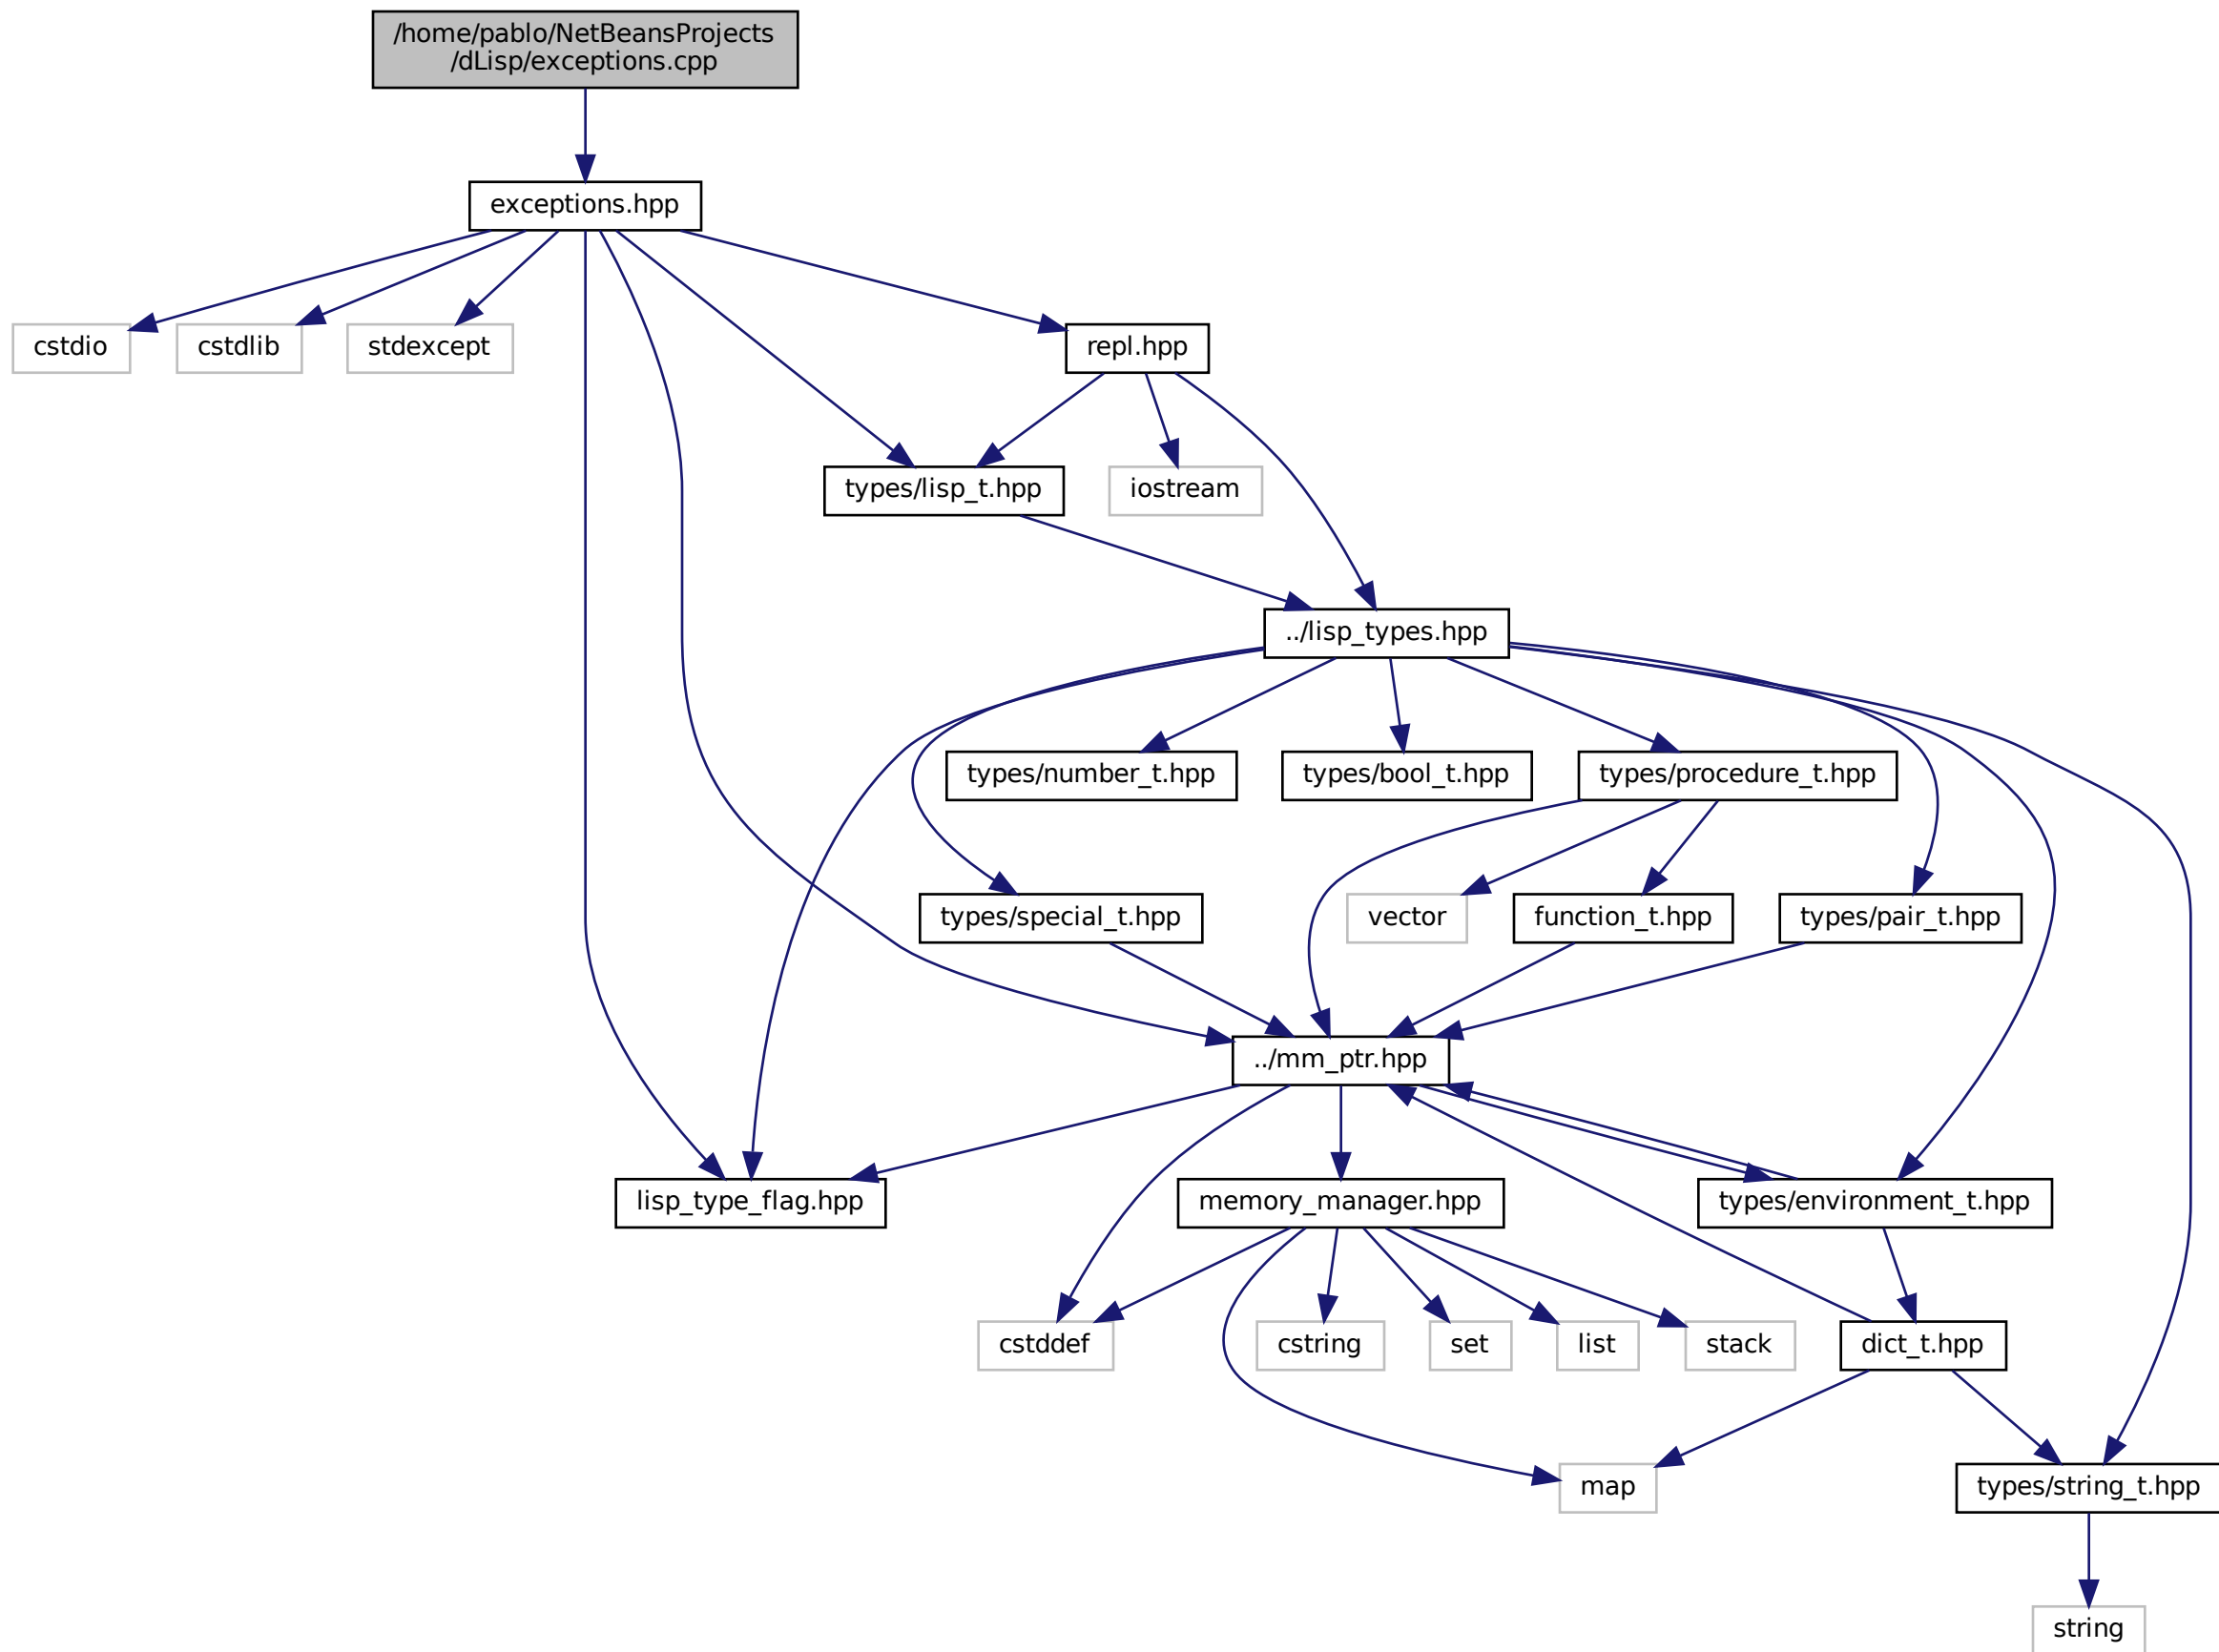 /home/pablo/NetBeansProjects
/dLisp/exceptions.cpp
exceptions.hpp
cstdio
cstdlib
stdexcept
repl.hpp
types/lisp_t.hpp
iostream
../lisp_types.hpp
types/number_t.hpp
types/bool_t.hpp
types/procedure_t.hpp
types/special_t.hpp
vector
function_t.hpp
types/pair_t.hpp
../mm_ptr.hpp
lisp_type_flag.hpp
memory_manager.hpp
types/environment_t.hpp
cstddef
cstring
set
list
stack
dict_t.hpp
map
types/string_t.hpp
string